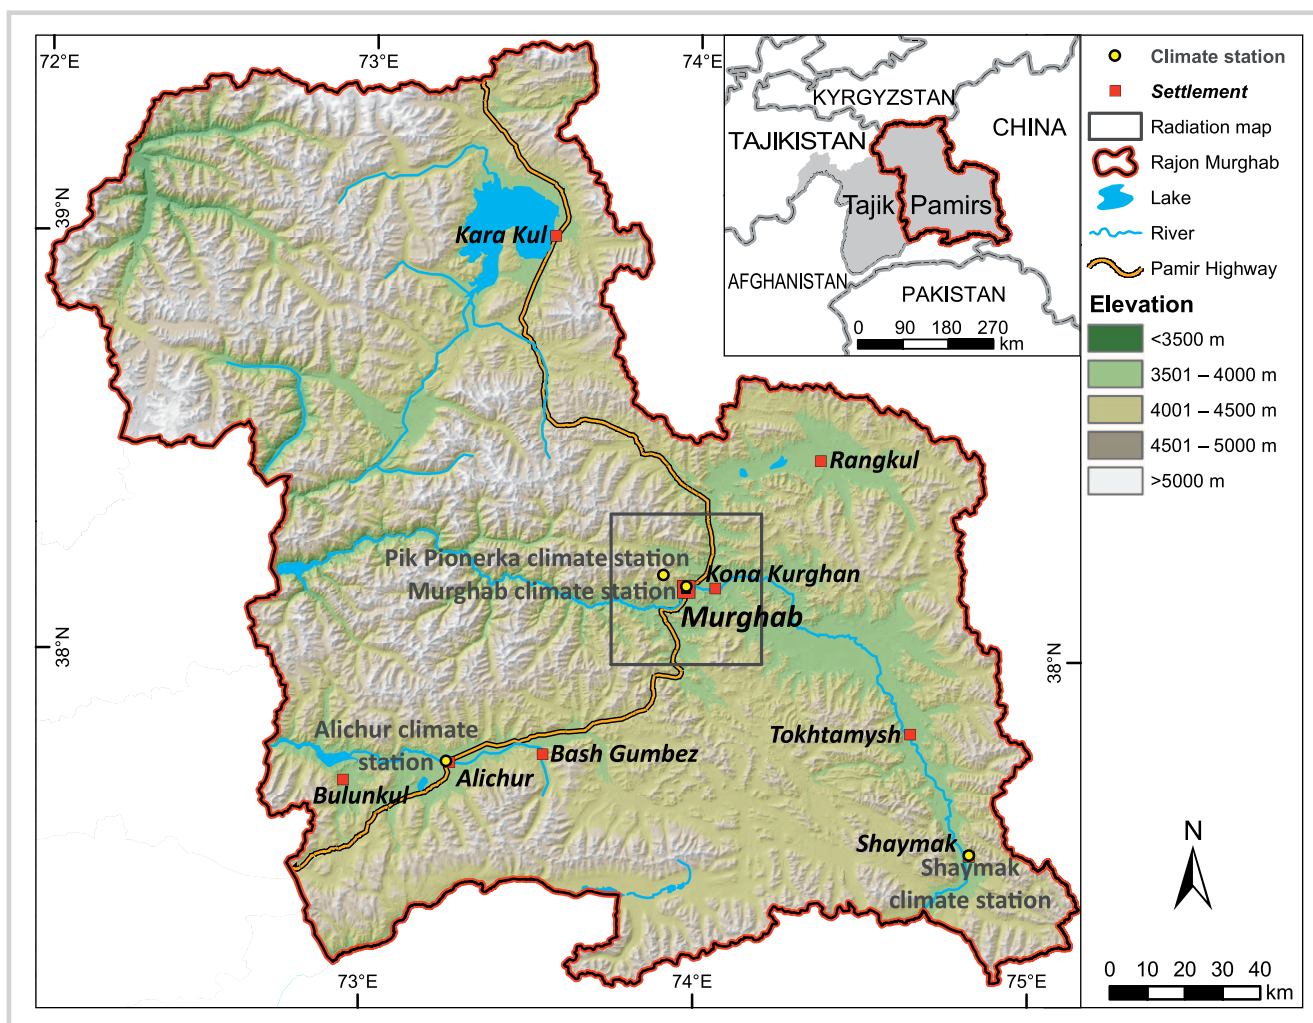 72°E
73°E
74°E
39°N
38°N
38°N
73°E
74°E
75°E
Kara Kul
Rangkul
Pik Pionerka climate station
Kona Kurghan
Murghab climate station
Murghab
Alichur climate
station
Tokhtamysh
Bash Gumbez
Alichur
Bulunkul
Shaymak
Shaymak
climate station
KYRGYZSTAN
CHINA
TAJIKISTAN
Tajik Pamirs
AFGHANISTAN
PAKISTAN
0 90 180 270
km
Climate station
Settlement
Radiation map
Rajon Murghab
Lake
River
Pamir Highway
Elevation
<3500 m
3501 – 4000 m
4001 – 4500 m
4501 – 5000 m
>5000 m
N
0 10 20 30 40
km